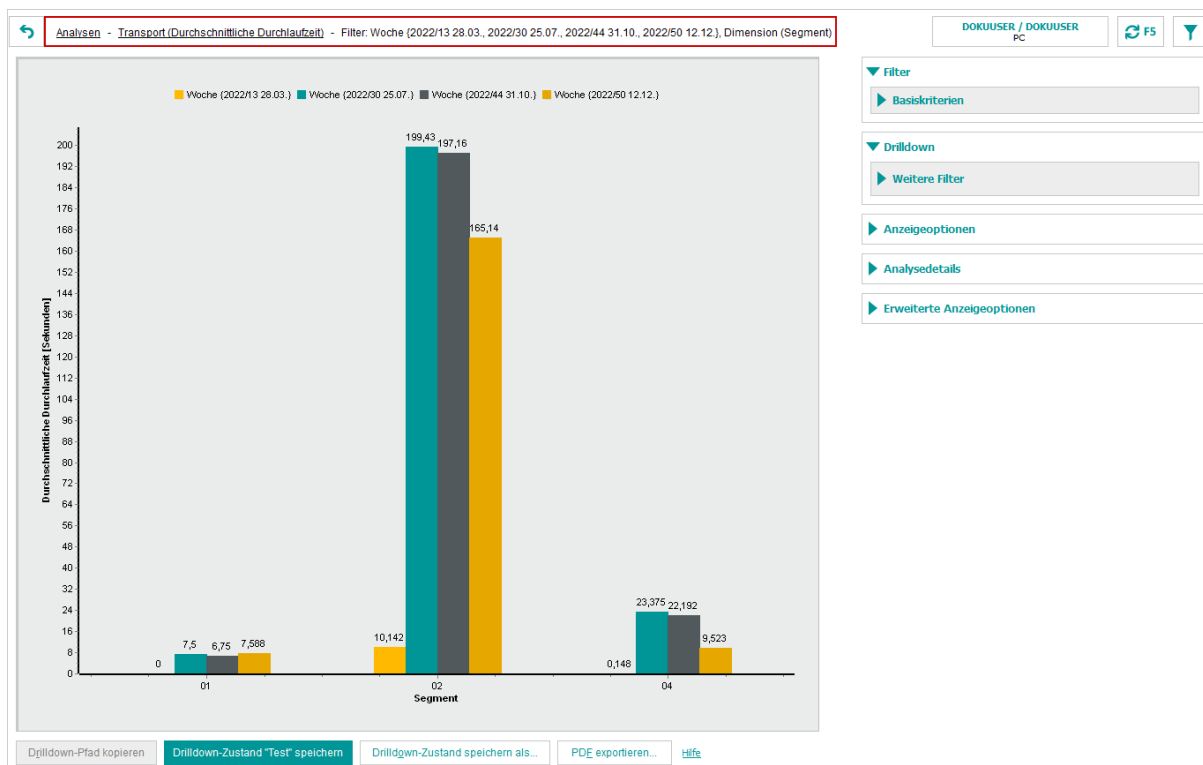 Analysen - Transport (Durchschnittliche Durchlaufzeit) - Filter: Woche {2022/13 28.03., 2022/30 25.07., 2022/44 31.10., 2022/50 12.12.}, Dimension (Segment)
DOKUUSER / DOKUUSER
PC
F5
Woche {2022/13 28.03.} Woche {2022/30 25.07.} Woche {2022/44 31.10.} Woche {2022/50 12.12.}
Durchschnittliche Durchlaufzeit [Sekunden]
200
192
184
176
168
160
152
144
136
128
120
112
104
96
88
80
72
64
56
48
40
32
24
16
8
0
0
7,5
6,75
7,588
10,142
199,43
197,16
165,14
0,148
23,375
22,192
9,523
01
02
04
Segment
Filter
Basiskriterien
Drilldown
Weitere Filter
Anzeigeoptionen
Analysedetails
Erweiterte Anzeigeoptionen
Drilldown-Pfad kopieren
Drilldown-Zustand "Test" speichern
Drilldown-Zustand speichern als...
PDF exportieren...
Hilfe